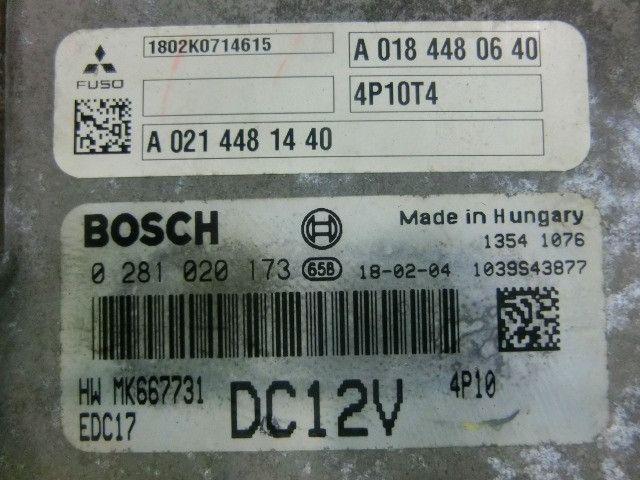 1802K0714615
A 018 448 06 40
FUSO
4P10T4
A 021 448 14 40
BOSCH
Made in Hungary
1354 1076
0 281 020 173 65B 18-02-04 1039S43877
HW MK667731
DC12V
4P10
EDC17